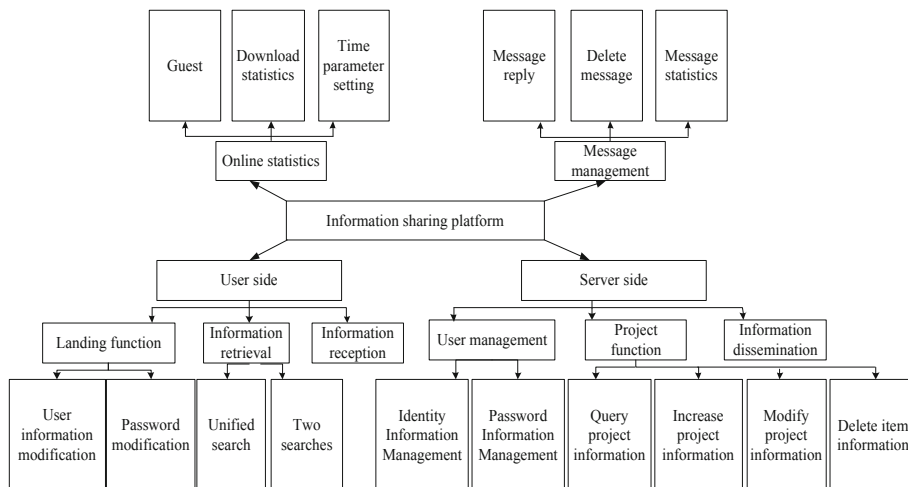 Guest
Download
statistics
Time
parameter
setting
Message
reply
Delete
message
Message
statistics
Online statistics
Message
management
Information sharing platform
User side
Server side
Landing function
Information
retrieval
Information
reception
User management
Project
function
Information
dissemination
User
information
modification
Password
modification
Unified
search
Two
searches
Identity
Information
Management
Password
Information
Management
Query
project
information
Increase
project
information
Modify
project
information
Delete item
information